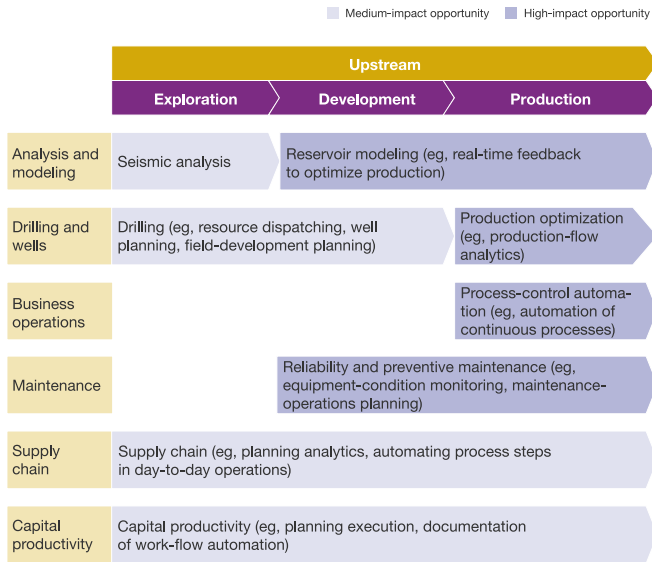 Medium-impact opportunity
High-impact opportunity
Upstream
Exploration
Development
Production
Analysis and
modeling
Seismic analysis
Reservoir modeling (eg, real-time feedback
to optimize production)
Drilling and
wells
Drilling (eg, resource dispatching, well
planning, field-development planning)
Production optimization
(eg, production-flow
analytics)
Business
operations
Process-control automa-
tion (eg, automation of
continuous processes)
Maintenance
Reliability and preventive maintenance (eg,
equipment-condition monitoring, maintenance-
operations planning)
Supply
chain
Supply chain (eg, planning analytics, automating process steps
in day-to-day operations)
Capital
productivity
Capital productivity (eg, planning execution, documentation
of work-flow automation)